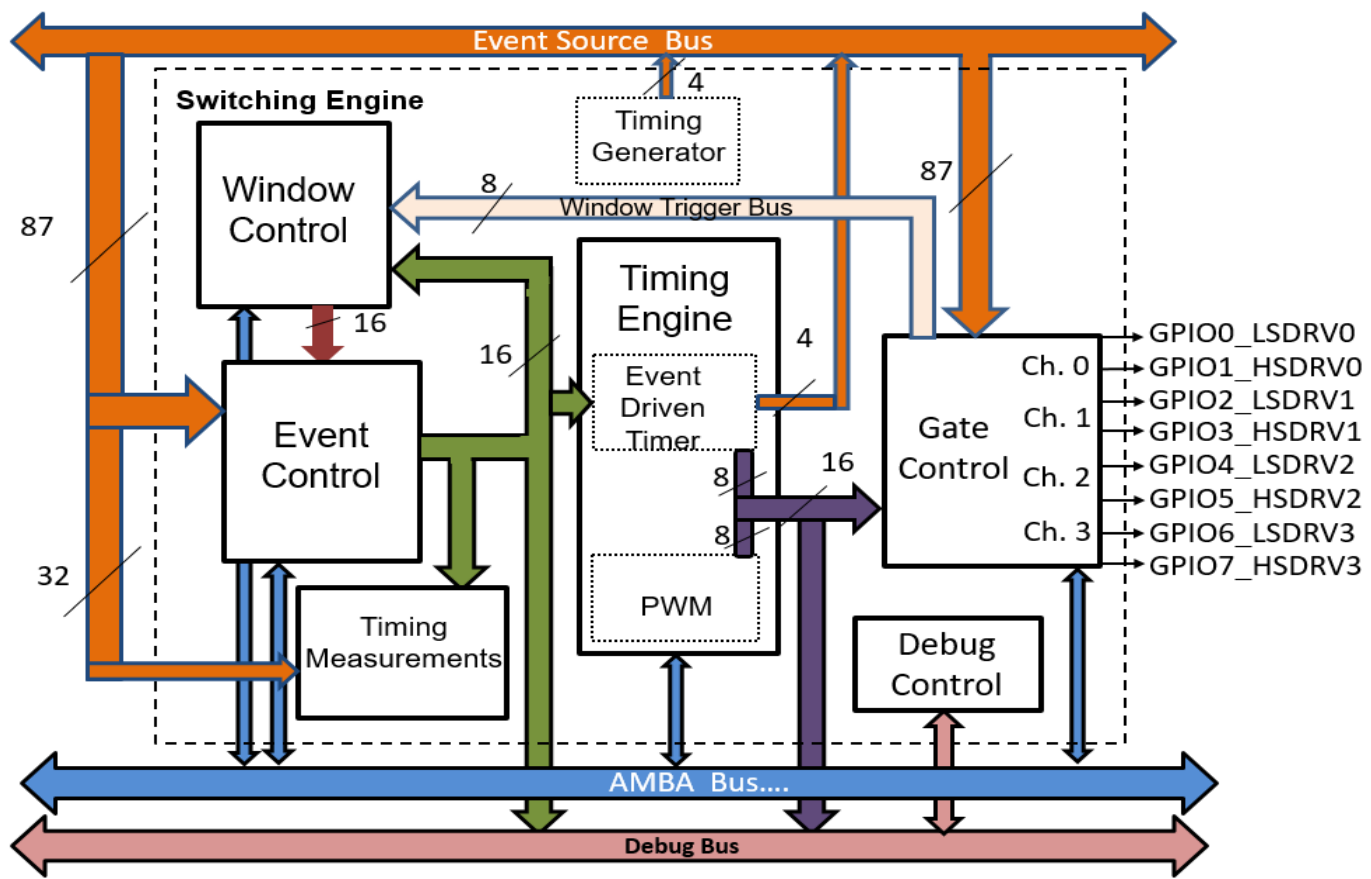 Event Source  Bus
Switching Engine
4
Timing
Generator
Window
Control
8
87
Window Trigger Bus
87
Timing
Engine
16
16
4
GPIO0_LSDRV0
Ch. 0
GPIO1_HSDRV0
Event
Driven
Timer
GPIO2_LSDRV1
Ch. 1
GPIO3_HSDRV1
Event
Control
Gate
Control
8
16
GPIO4_LSDRV2
Ch. 2
GPIO5_HSDRV2
8
Ch. 3
GPIO6_LSDRV3
GPIO7_HSDRV3
32
PWM
Timing
Measurements
Debug
Control
AMBA  Bus....
Debug Bus